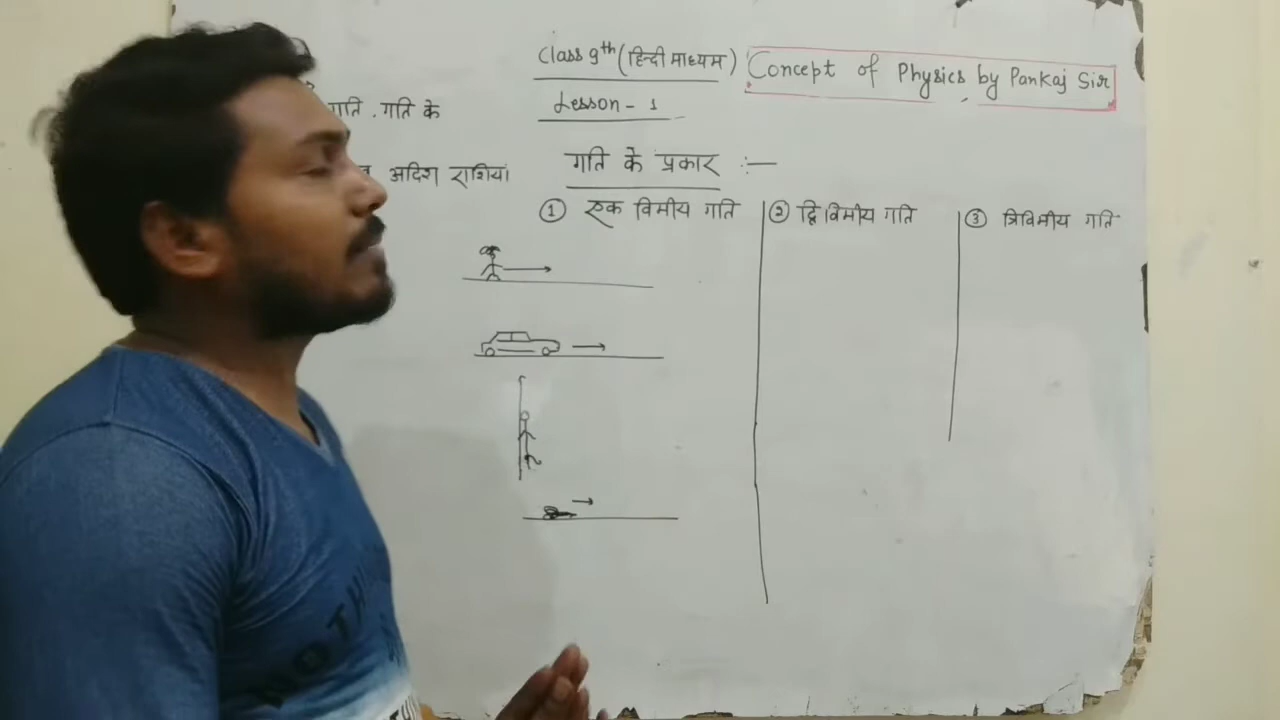 Class 9th (हिन्दी माध्यम)
Concept of Physics by Pankaj Sir
Lesson - 1
गति . गति के
अदिश राशियां
गति के प्रकार :-
① एक विमीय गति
② द्वि विमीय गति
③ त्रिविमीय गति
NOTHI